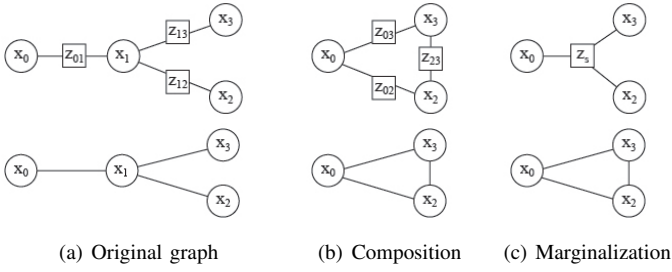 x₃ x₃ x₃
z₁₃ z₀₃
x₀ z₀₁ x₁ x₀ z₂₃ x₀ zₛ
z₁₂ z₀₂
x₂ x₂ x₂
x₃ x₃ x₃
x₀ x₁ x₀ x₀
x₂ x₂ x₂
(a) Original graph (b) Composition (c) Marginalization